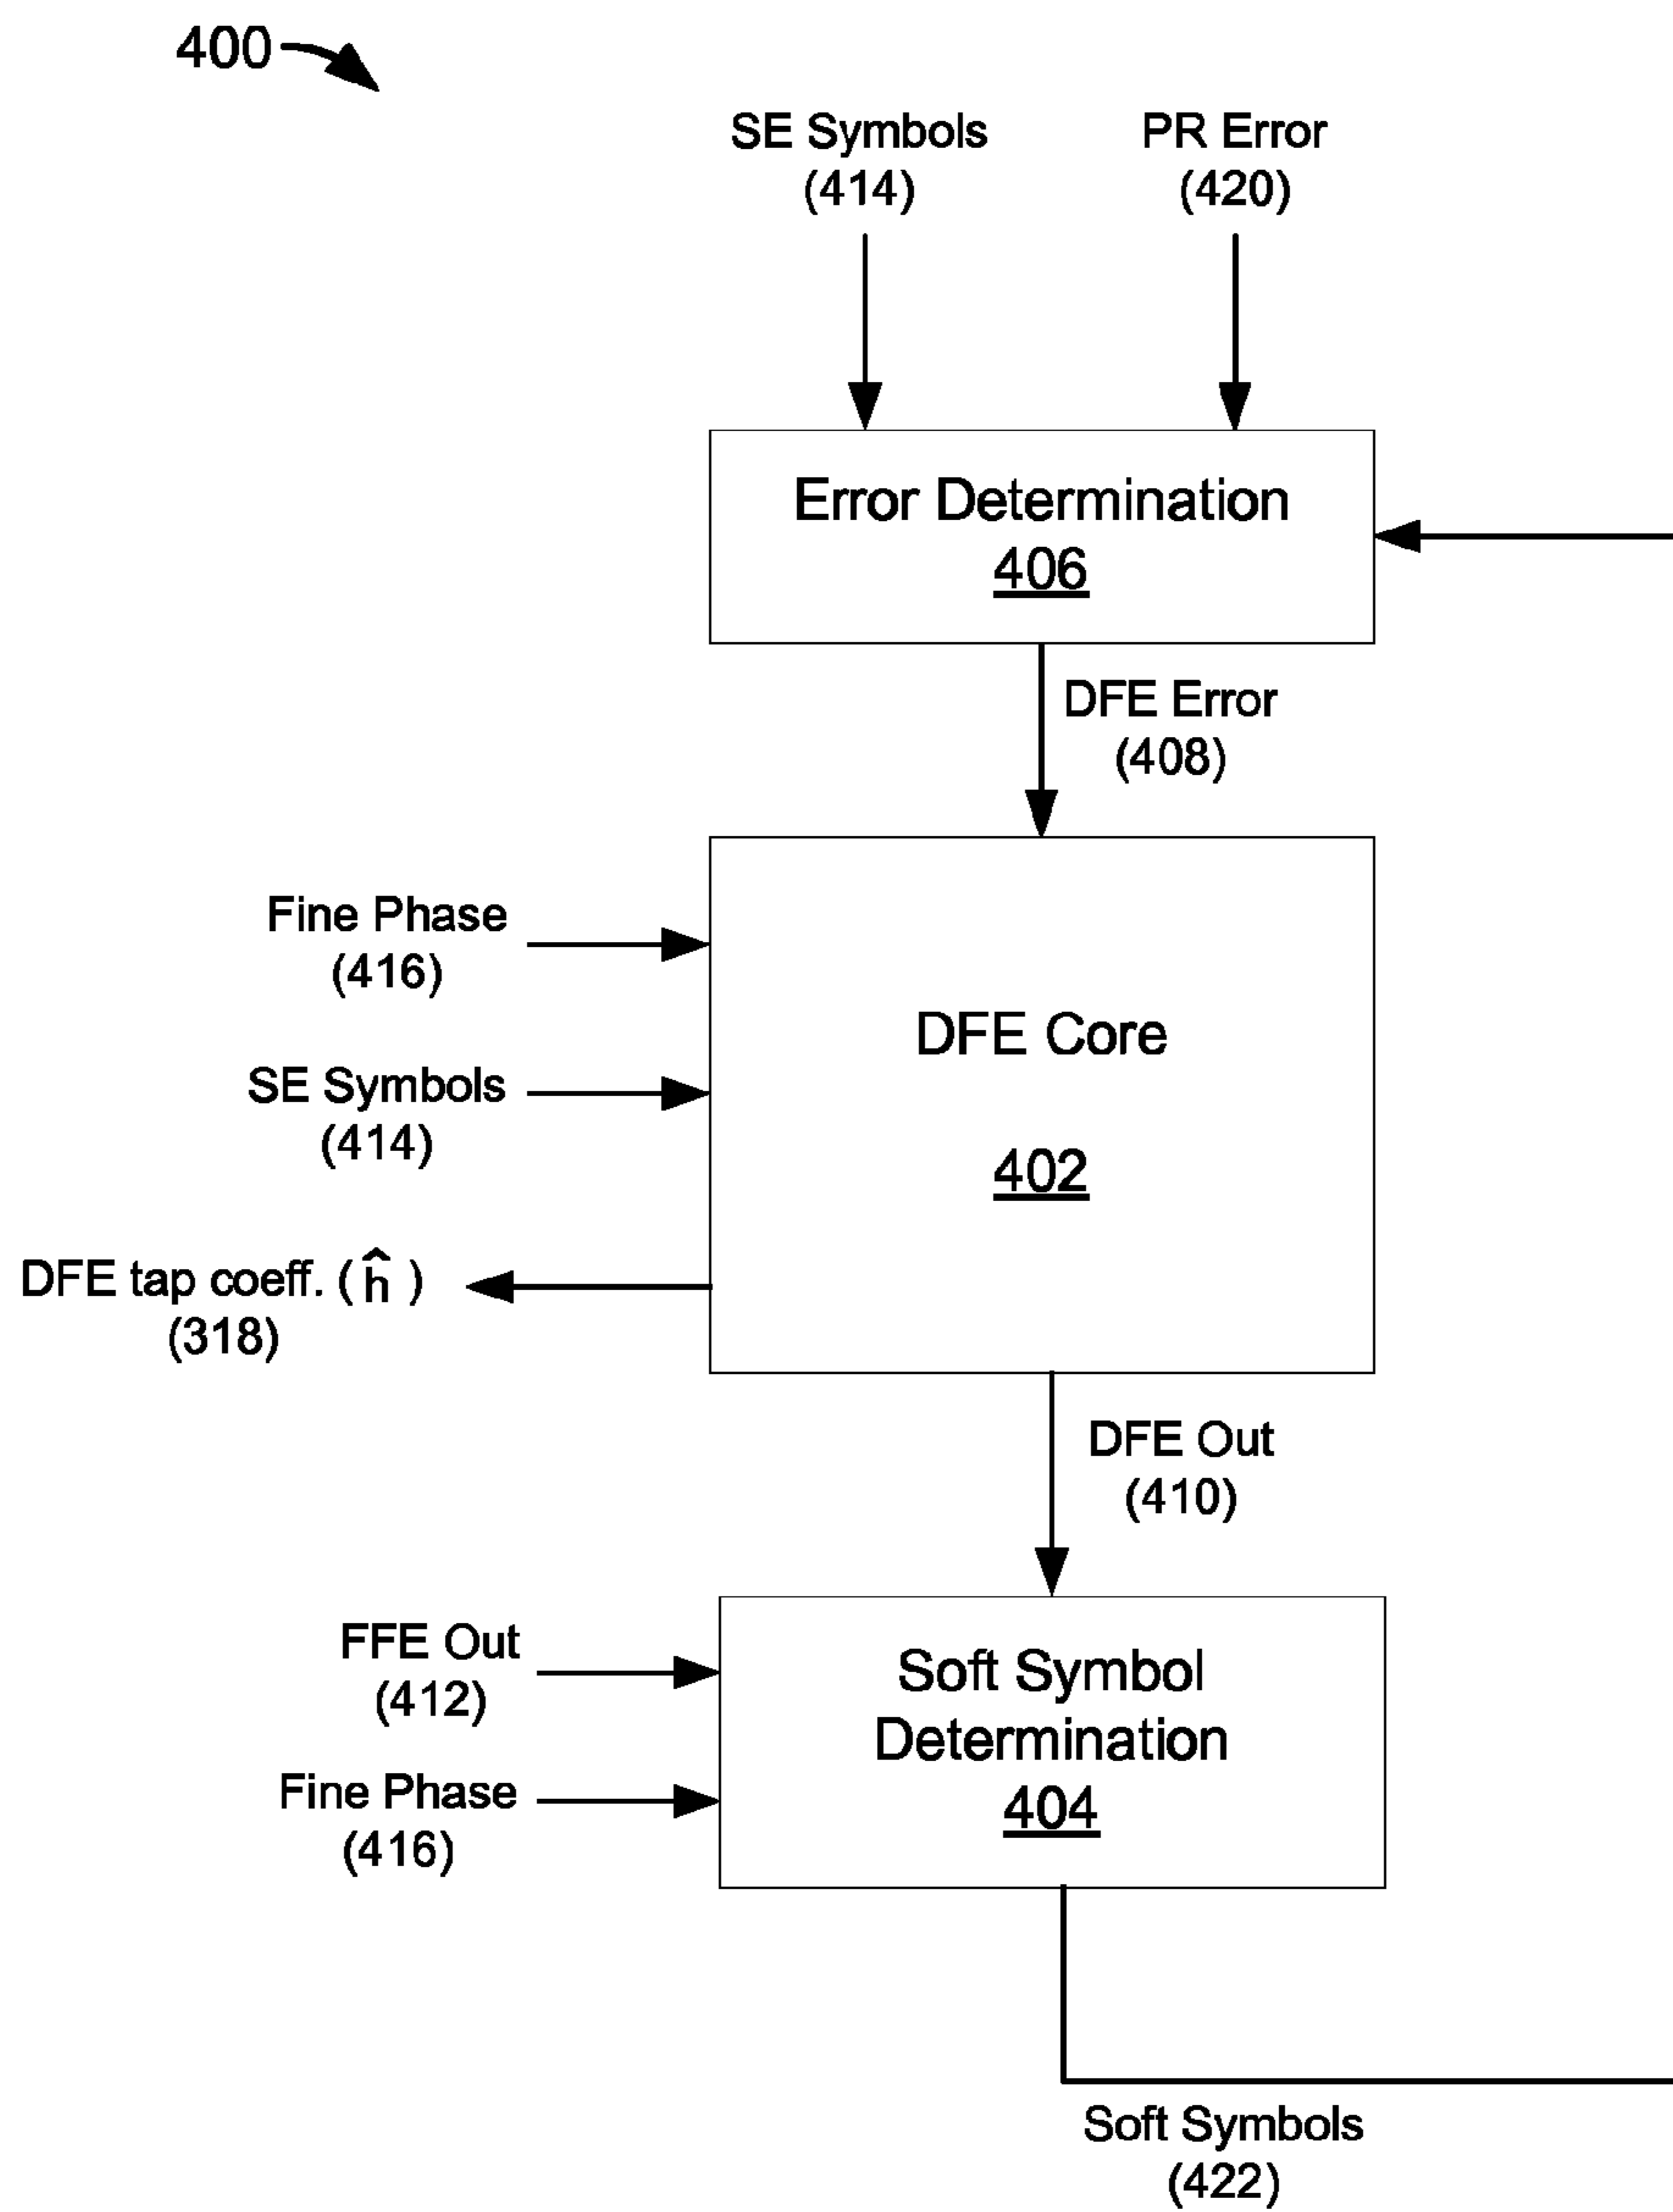 400
SE Symbols
(414)
PR Error
(420)
Error Determination
406
DFE Error
(408)
Fine Phase
(416)
SE Symbols
(414)
DFE Core
402
DFE tap coeff. (ĥ)
(318)
DFE Out
(410)
FFE Out
(412)
Fine Phase
(416)
Soft Symbol
Determination
404
Soft Symbols
(422)